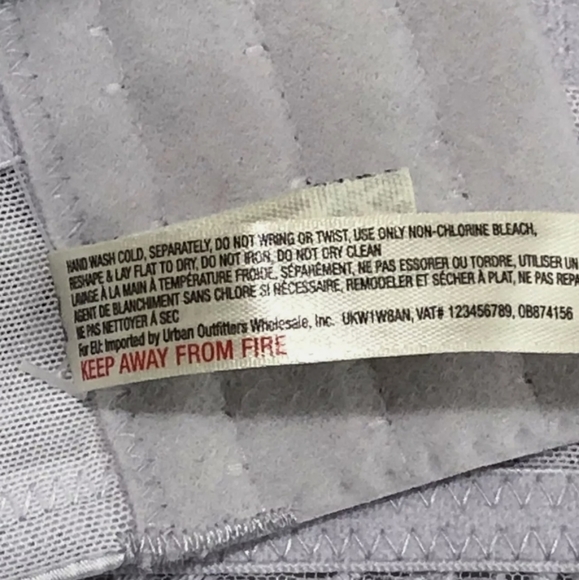 HAND WASH COLD, SEPARATELY, DO NOT WRING OR TWIST, USE ONLY NON-CHLORINE BLEACH,
RESHAPE & LAY FLAT TO DRY, DO NOT IRON, DO NOT DRY CLEAN
LAVAGE À LA MAIN À TEMPÉRATURE FROIDE, SÉPARÉMENT, NE PAS ESSORER OU TORDRE, UTILISER UN
AGENT DE BLANCHIMENT SANS CHLORE SI NÉCESSAIRE, REMODELER ET SÉCHER À PLAT, NE PAS REPA
NE PAS NETTOYER À SEC
For EU: Imported by Urban Outfitters Wholesale, Inc. UKW1W8AN, VAT# 123456789, 0B874156
KEEP AWAY FROM FIRE